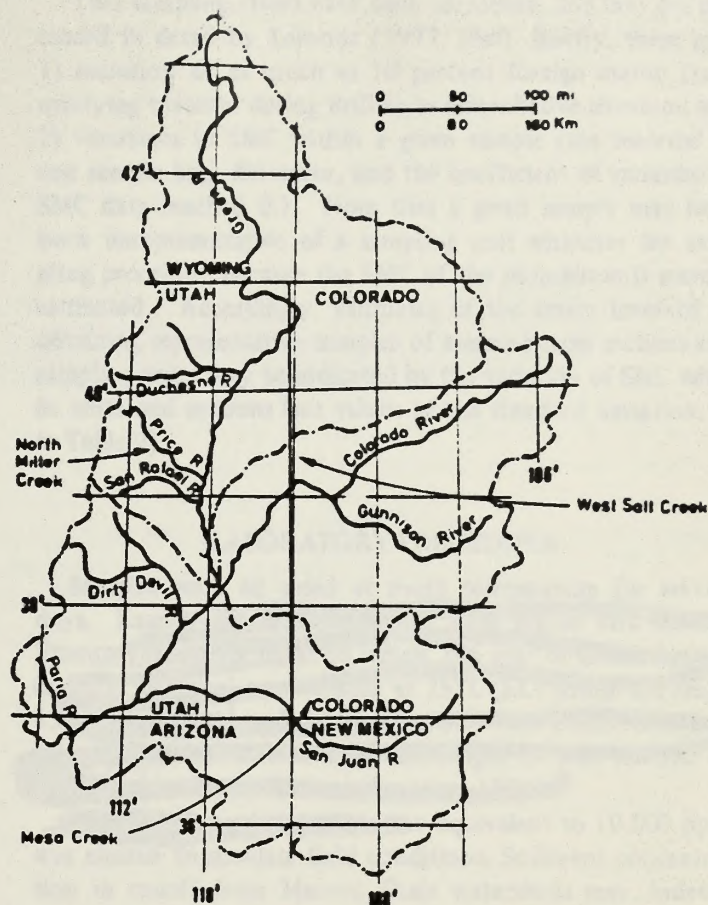 0 50 100 mi
0 80 160 Km
42°
Green
WYOMING
UTAH COLORADO
40°
Duchesne R
Price R
North
Miller
Creek
San Rafael R
Colorado River
106°
West Salt Creek
Gunnison River
Dirty Devil R
38°
Paria R
UTAH COLORADO
ARIZONA NEW MEXICO
San Juan R
112°
36°
Mesa Creek
110°
108°